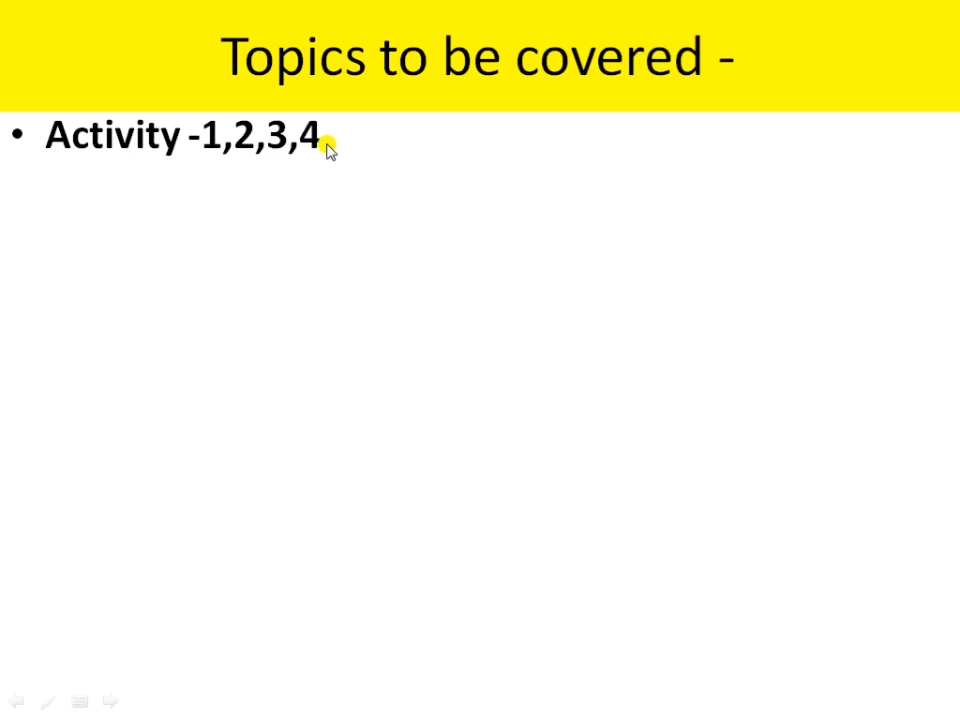 Topics to be covered -
• Activity -1,2,3,4